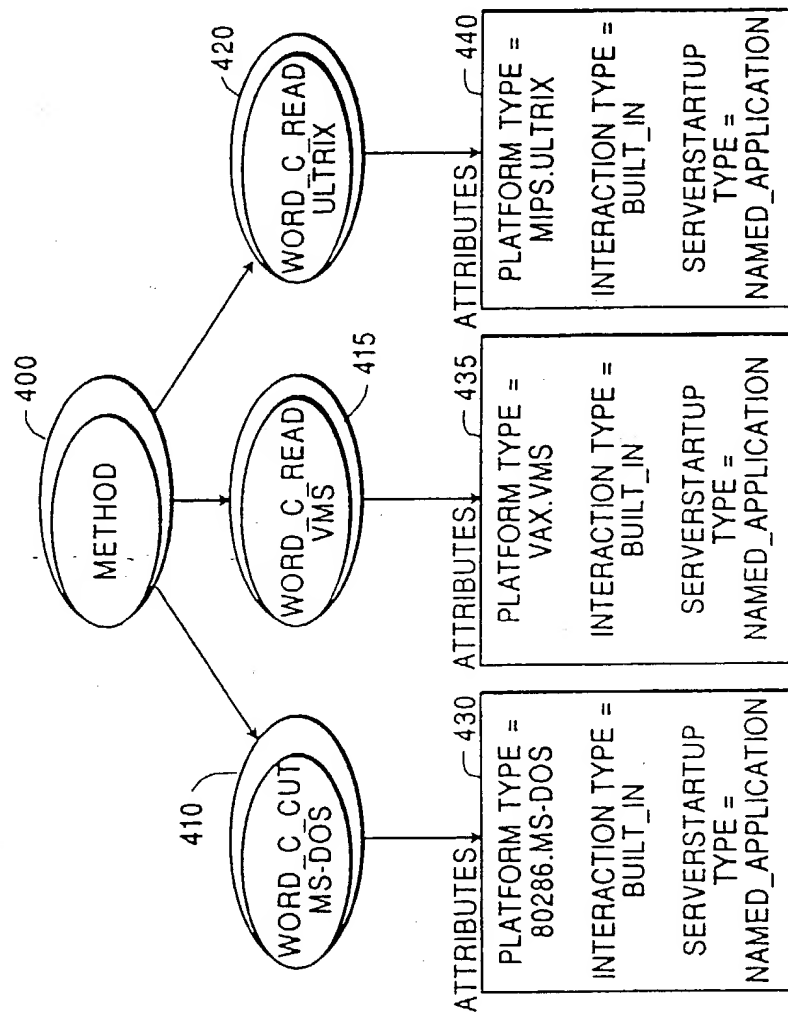 400
METHOD
410
WORD_C_CUT
MS-DOS
WORD_C_READ
VMS
415
420
WORD_C_READ
ULTRIX
ATTRIBUTES
430
PLATFORM TYPE =
80286.MS-DOS
INTERACTION TYPE =
BUILT_IN
SERVERSTARTUP
TYPE =
NAMED_APPLICATION
ATTRIBUTES
435
PLATFORM TYPE =
VAX.VMS
INTERACTION TYPE =
BUILT_IN
SERVERSTARTUP
TYPE =
NAMED_APPLICATION
ATTRIBUTES
440
PLATFORM TYPE =
MIPS.ULTRIX
INTERACTION TYPE =
BUILT_IN
SERVERSTARTUP
TYPE =
NAMED_APPLICATION